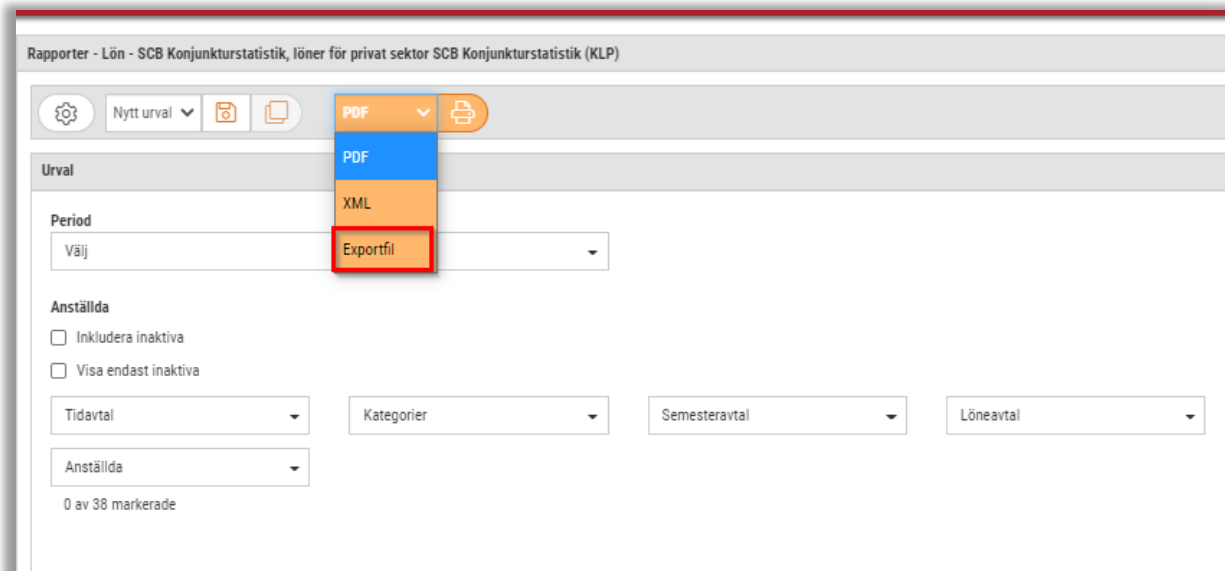 Rapporter - Lön - SCB Konjunkturstatistik, löner för privat sektor SCB Konjunkturstatistik (KLP)
Nytt urval PDF
PDF
Urval
XML
Period
Välj Exportfil
Anställda
Inkludera inaktiva
Visa endast inaktiva
Tidavtal Kategorier Semesteravtal Löneavtal
Anställda
0 av 38 markerade